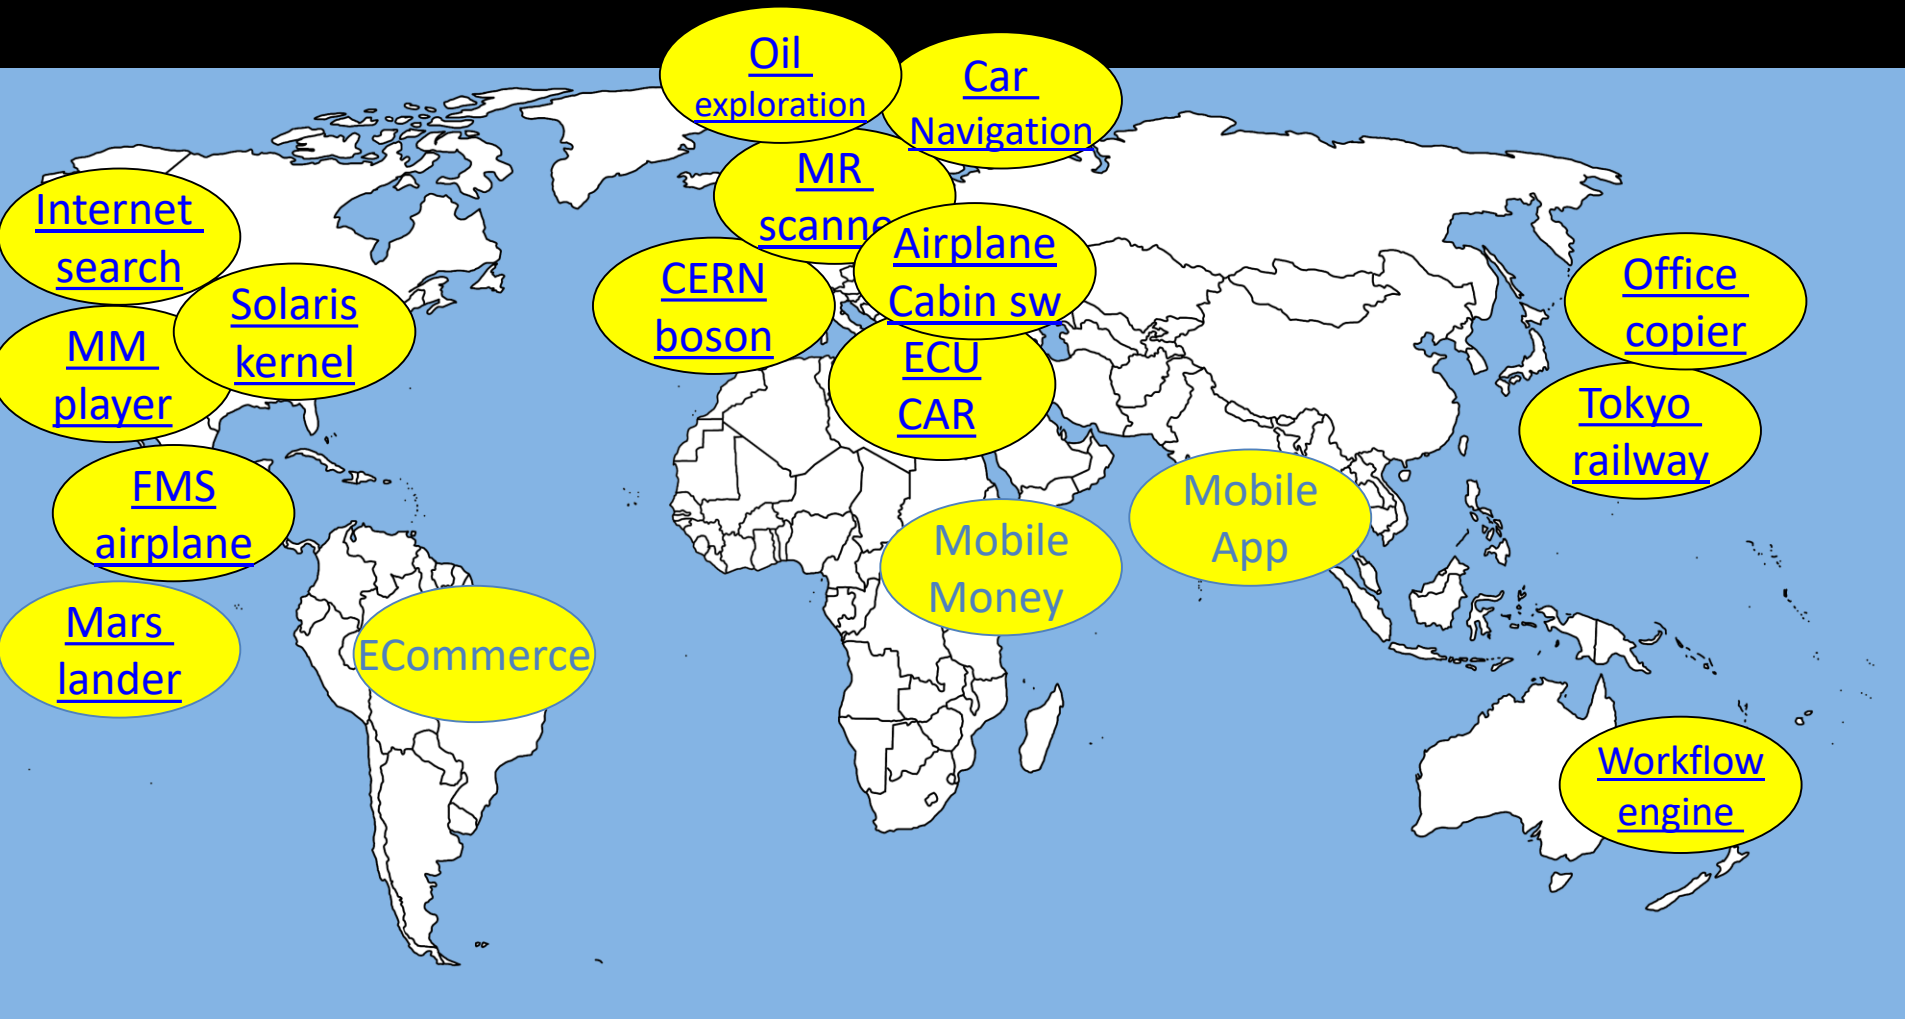 Oil
exploration
Car
Navigation
MR
scanne
Internet
search
Airplane
Cabin sw
CERN
boson
Solaris
kernel
Office
copier
MM
player
ECU
CAR
Tokyo
railway
FMS
airplane
Mobile
App
Mobile
Money
Mars
lander
ECommerce
Workflow
engine